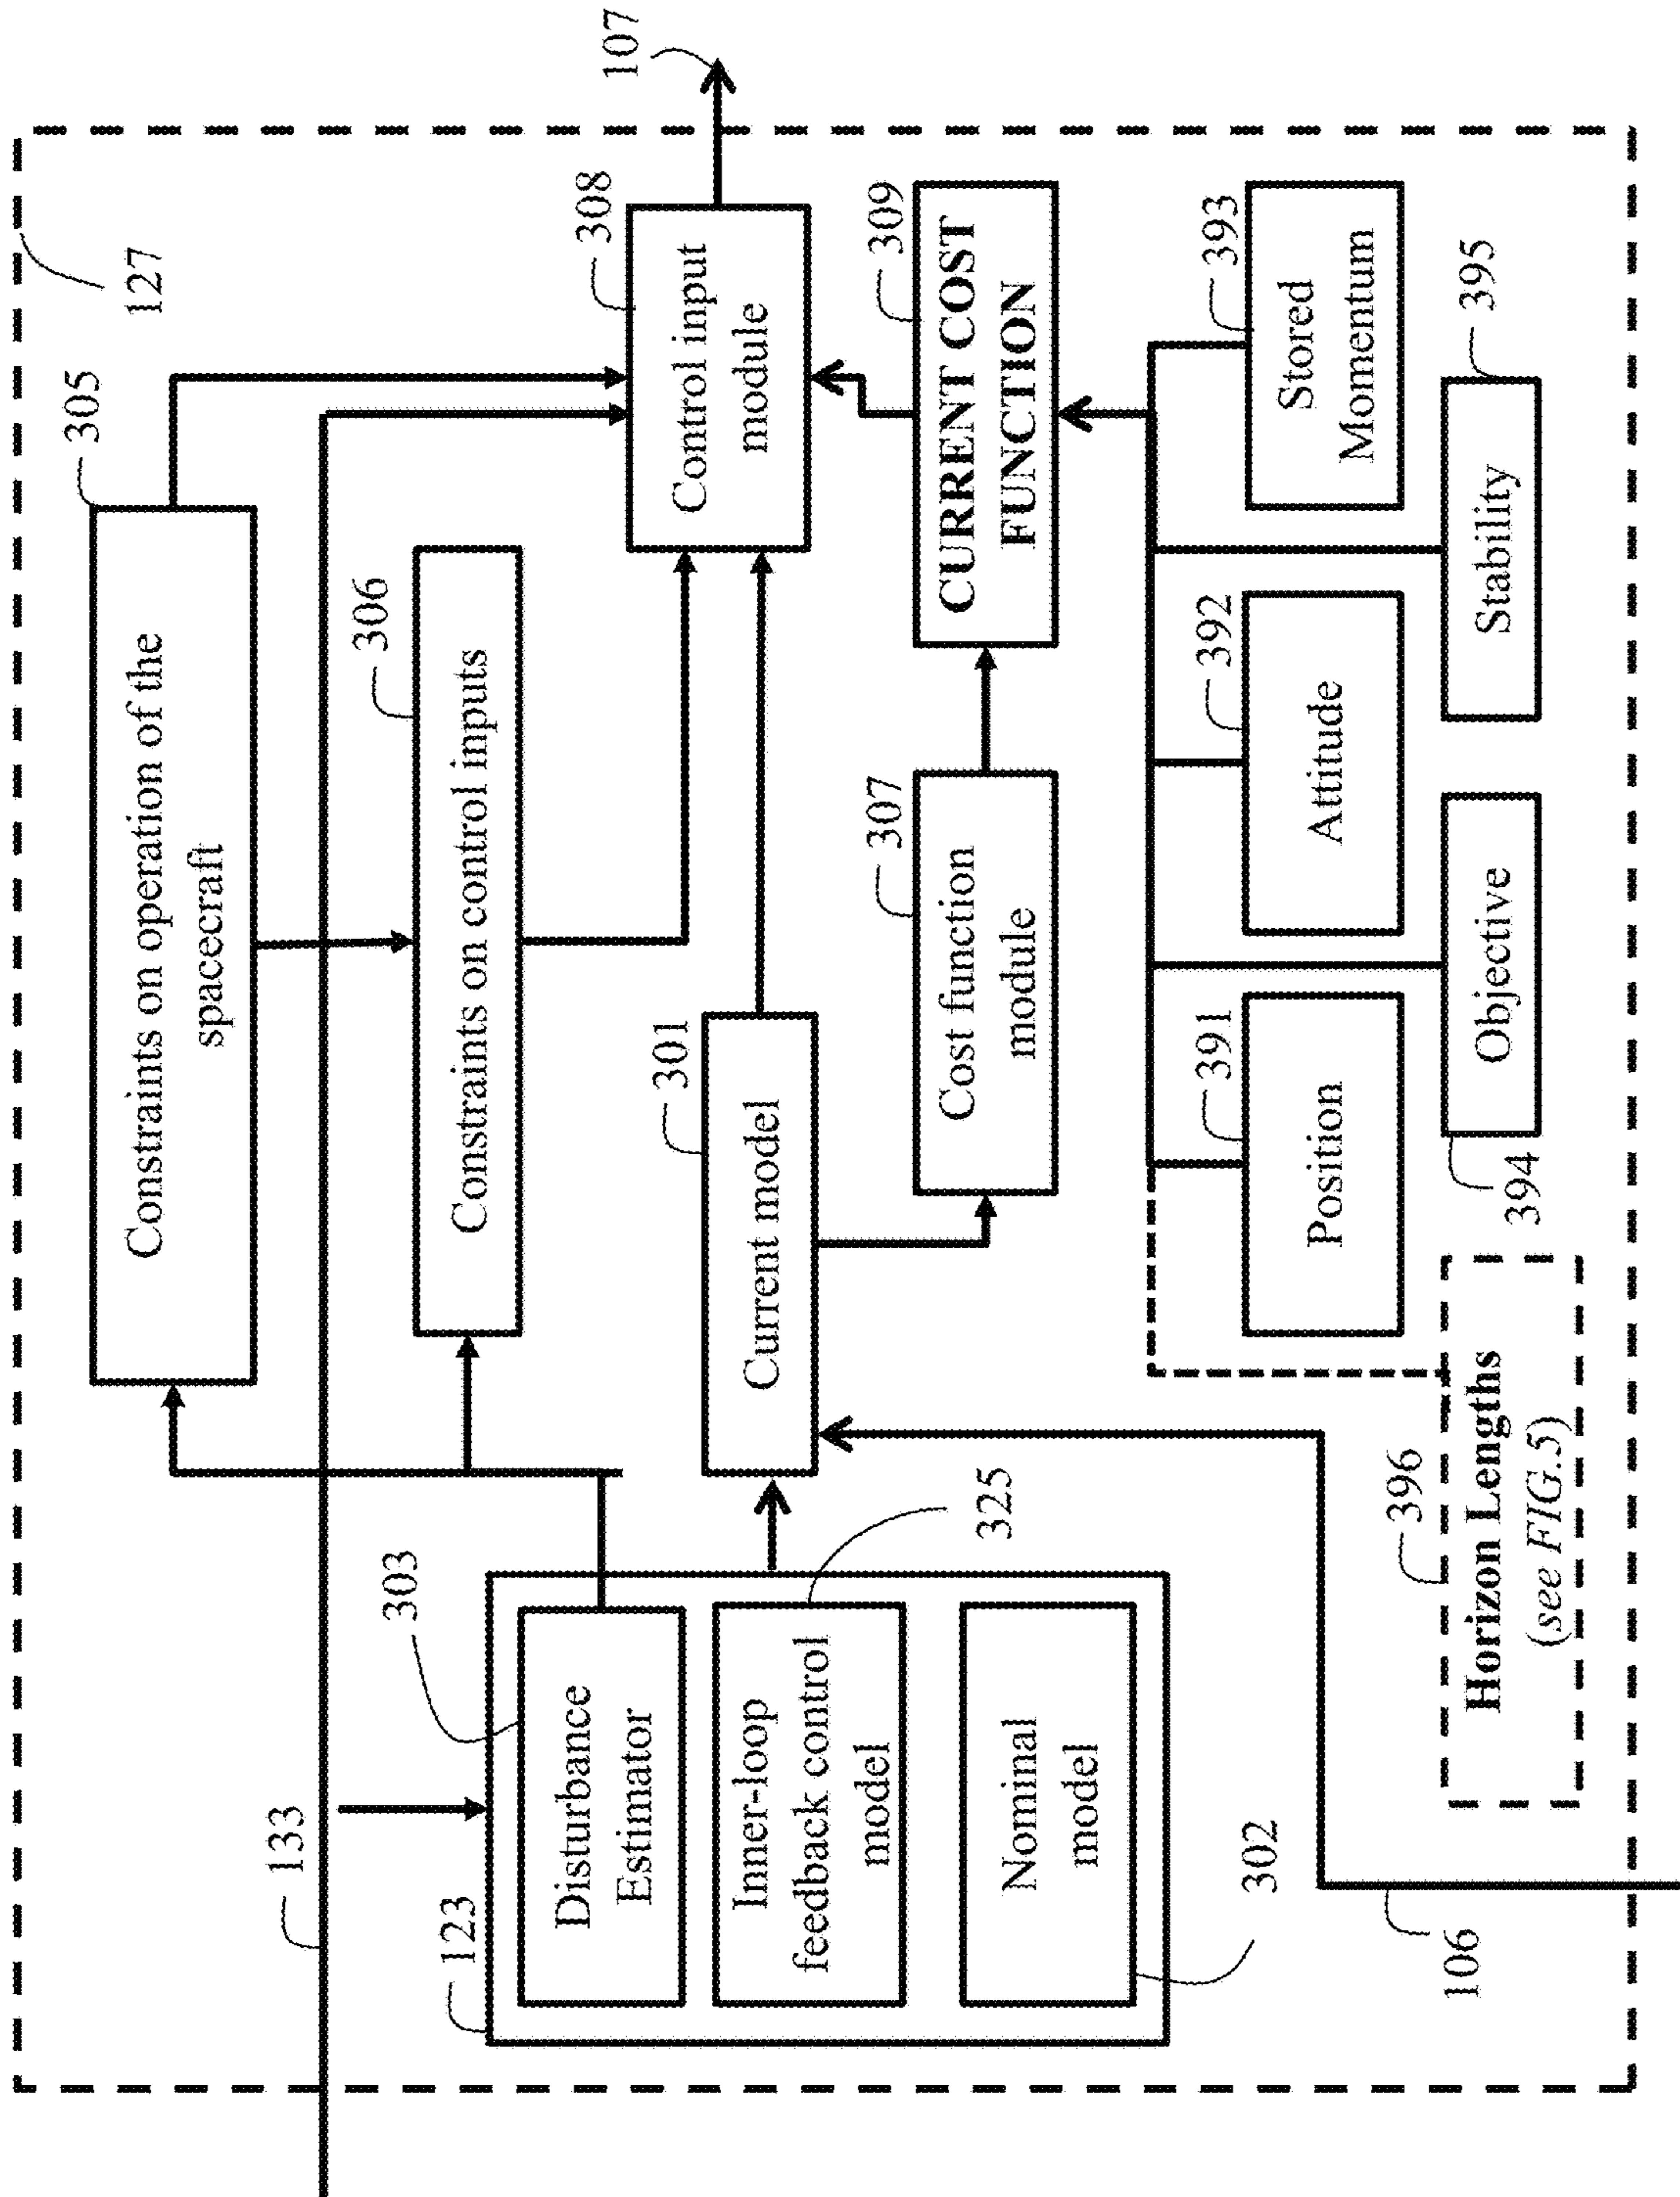 127
305
Constraints on operation of the
spacecraft
133
306
Constraints on control inputs
107
308
Control input
module
123
303
Disturbance
Estimator
325
Inner-loop
feedback control
model
302
Nominal
model
301
Current model
307
Cost function
module
309
CURRENT COST
FUNCTION
391
Position
392
Attitude
393
Stored
Momentum
394
Objective
395
Stability
396
Horizon Lengths
(see FIG.5)
106